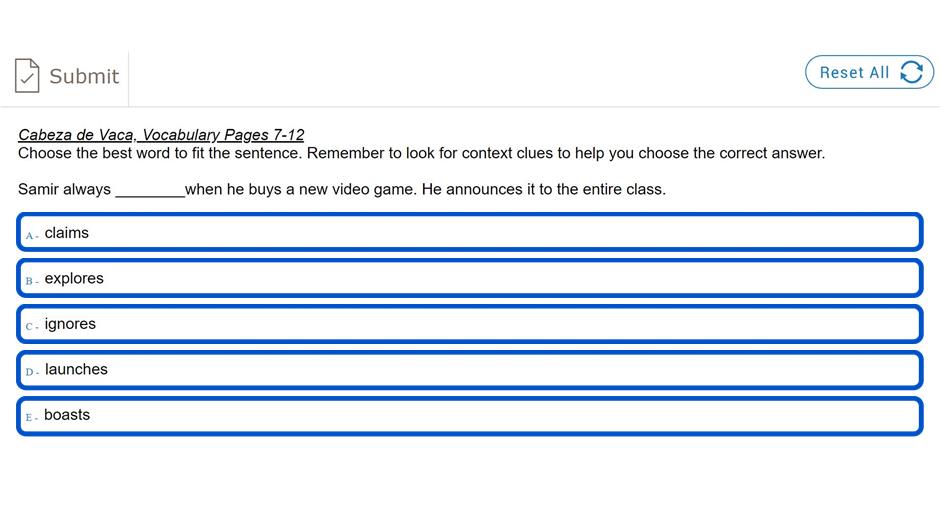 Submit
Reset All
Cabeza de Vaca, Vocabulary Pages 7-12
Choose the best word to fit the sentence. Remember to look for context clues to help you choose the correct answer.
Samir always ________when he buys a new video game. He announces it to the entire class.
A - claims
B - explores
C - ignores
D - launches
E - boasts